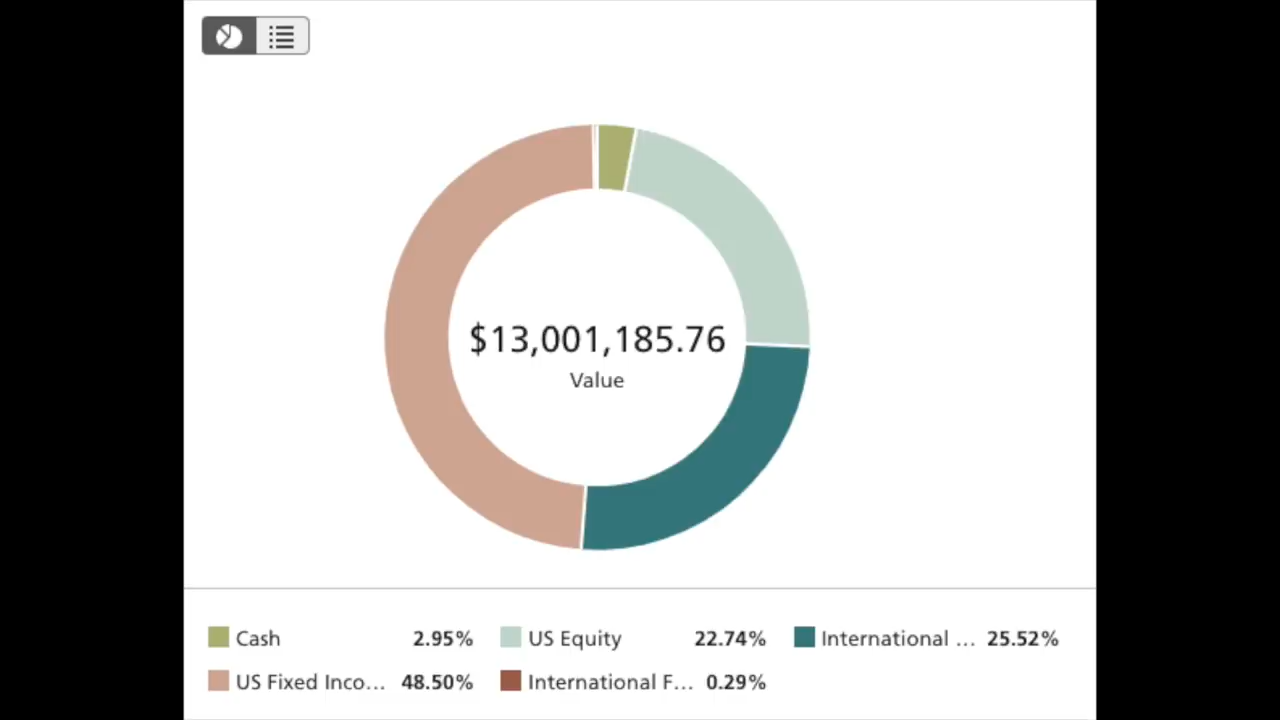 $13,001,185.76
Value
Cash 2.95% US Equity 22.74% International ... 25.52%
US Fixed Inco... 48.50% International F... 0.29%